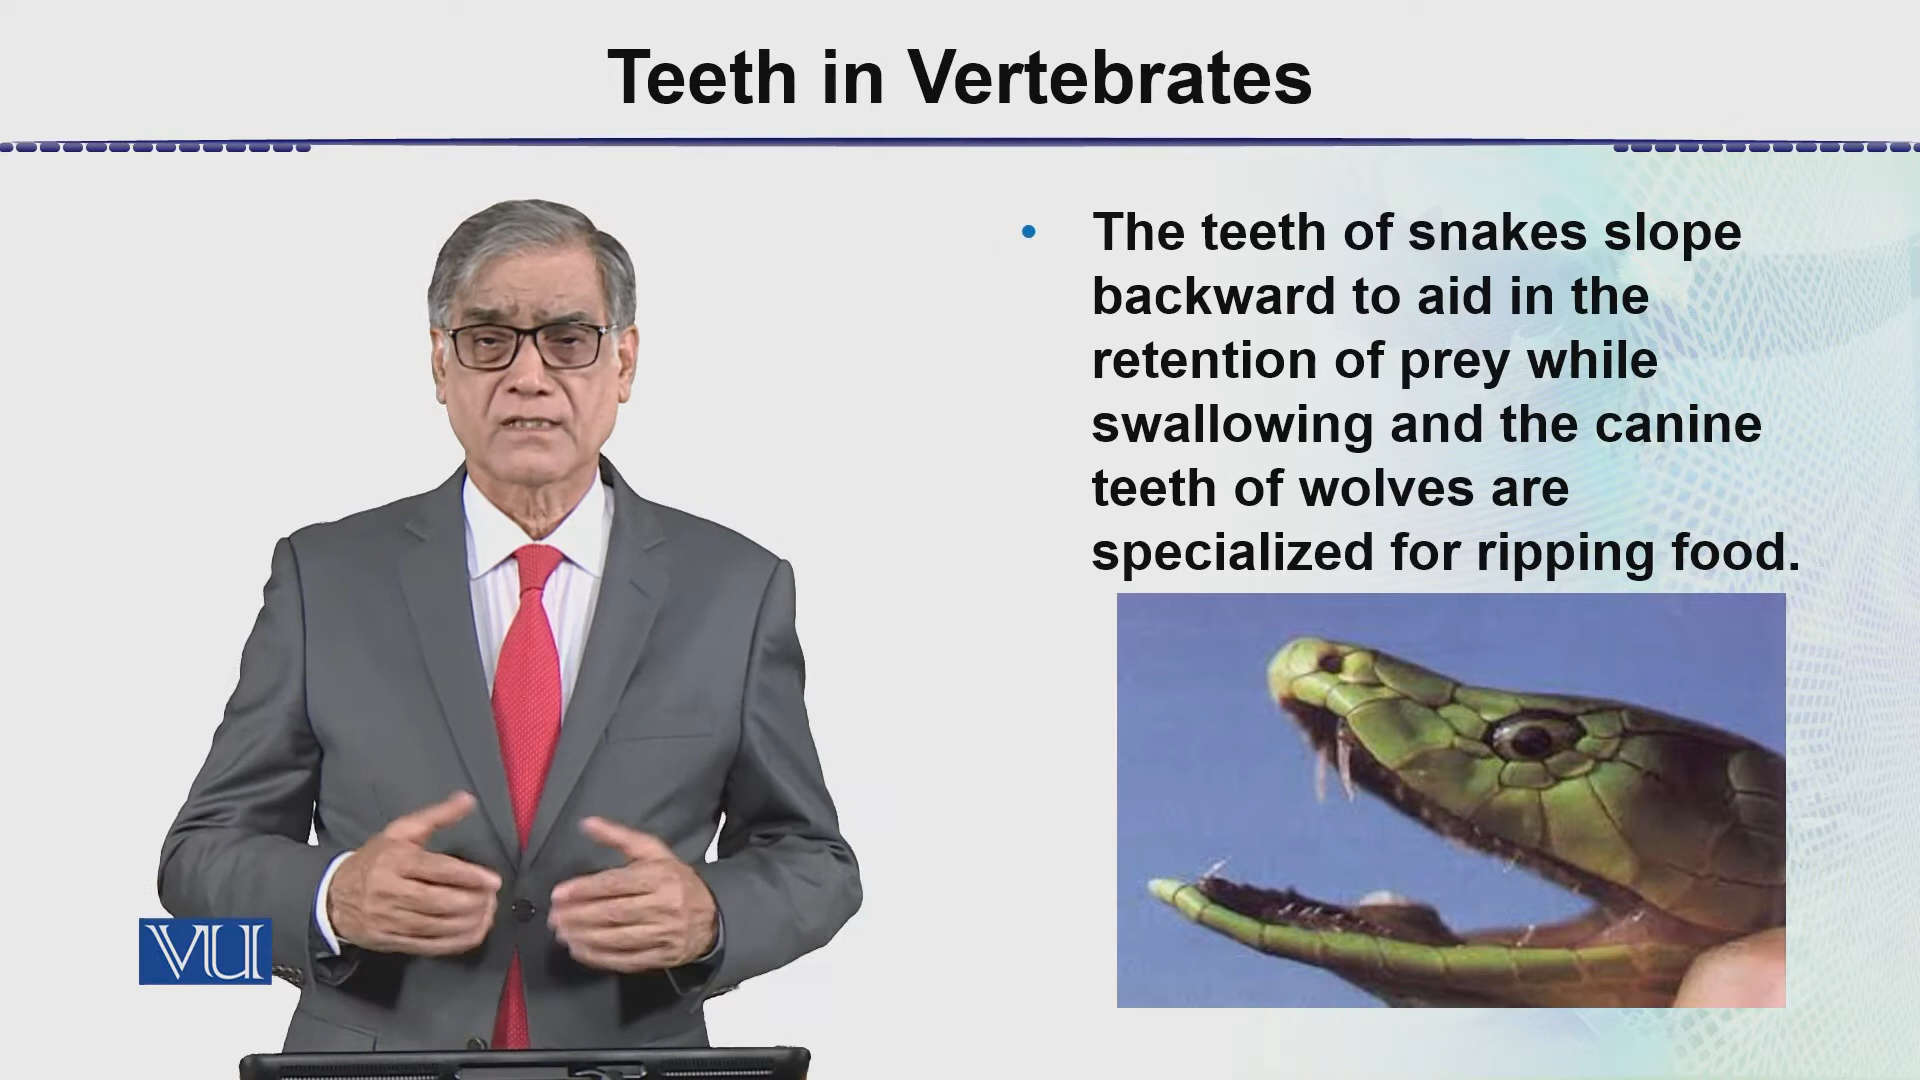 Teeth in Vertebrates
• The teeth of snakes slope
backward to aid in the
retention of prey while
swallowing and the canine
teeth of wolves are
specialized for ripping food.
VU